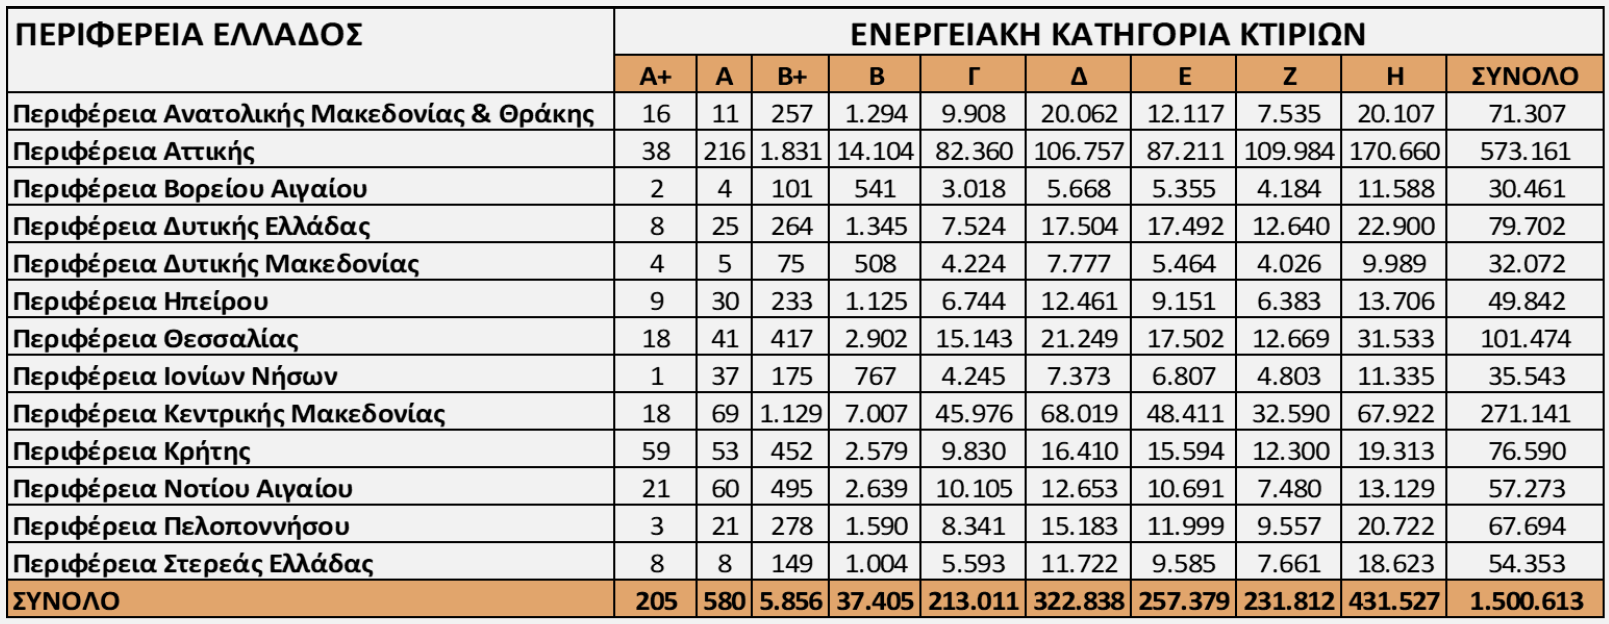 ΠΕΡΙΦΕΡΕΙΑ ΕΛΛΑΔΟΣ ΕΝΕΡΓΕΙΑΚΗ ΚΑΤΗΓΟΡΙΑ ΚΤΙΡΙΩΝ
Α+ Α Β+ Β Γ Δ Ε Ζ Η ΣΥΝΟΛΟ
Περιφέρεια Ανατολικής Μακεδονίας & Θράκης 16 11 257 1.294 9.908 20.062 12.117 7.535 20.107 71.307
Περιφέρεια Αττικής 38 216 1.831 14.104 82.360 106.757 87.211 109.984 170.660 573.161
Περιφέρεια Βορείου Αιγαίου 2 4 101 541 3.018 5.668 5.355 4.184 11.588 30.461
Περιφέρεια Δυτικής Ελλάδας 8 25 264 1.345 7.524 17.504 17.492 12.640 22.900 79.702
Περιφέρεια Δυτικής Μακεδονίας 4 5 75 508 4.224 7.777 5.464 4.026 9.989 32.072
Περιφέρεια Ηπείρου 9 30 233 1.125 6.744 12.461 9.151 6.383 13.706 49.842
Περιφέρεια Θεσσαλίας 18 41 417 2.902 15.143 21.249 17.502 12.669 31.533 101.474
Περιφέρεια Ιονίων Νήσων 1 37 175 767 4.245 7.373 6.807 4.803 11.335 35.543
Περιφέρεια Κεντρικής Μακεδονίας 18 69 1.129 7.007 45.976 68.019 48.411 32.590 67.922 271.141
Περιφέρεια Κρήτης 59 53 452 2.579 9.830 16.410 15.594 12.300 19.313 76.590
Περιφέρεια Νοτίου Αιγαίου 21 60 495 2.639 10.105 12.653 10.691 7.480 13.129 57.273
Περιφέρεια Πελοποννήσου 3 21 278 1.590 8.341 15.183 11.999 9.557 20.722 67.694
Περιφέρεια Στερεάς Ελλάδας 8 8 149 1.004 5.593 11.722 9.585 7.661 18.623 54.353
ΣΥΝΟΛΟ 205 580 5.856 37.405 213.011 322.838 257.379 231.812 431.527 1.500.613